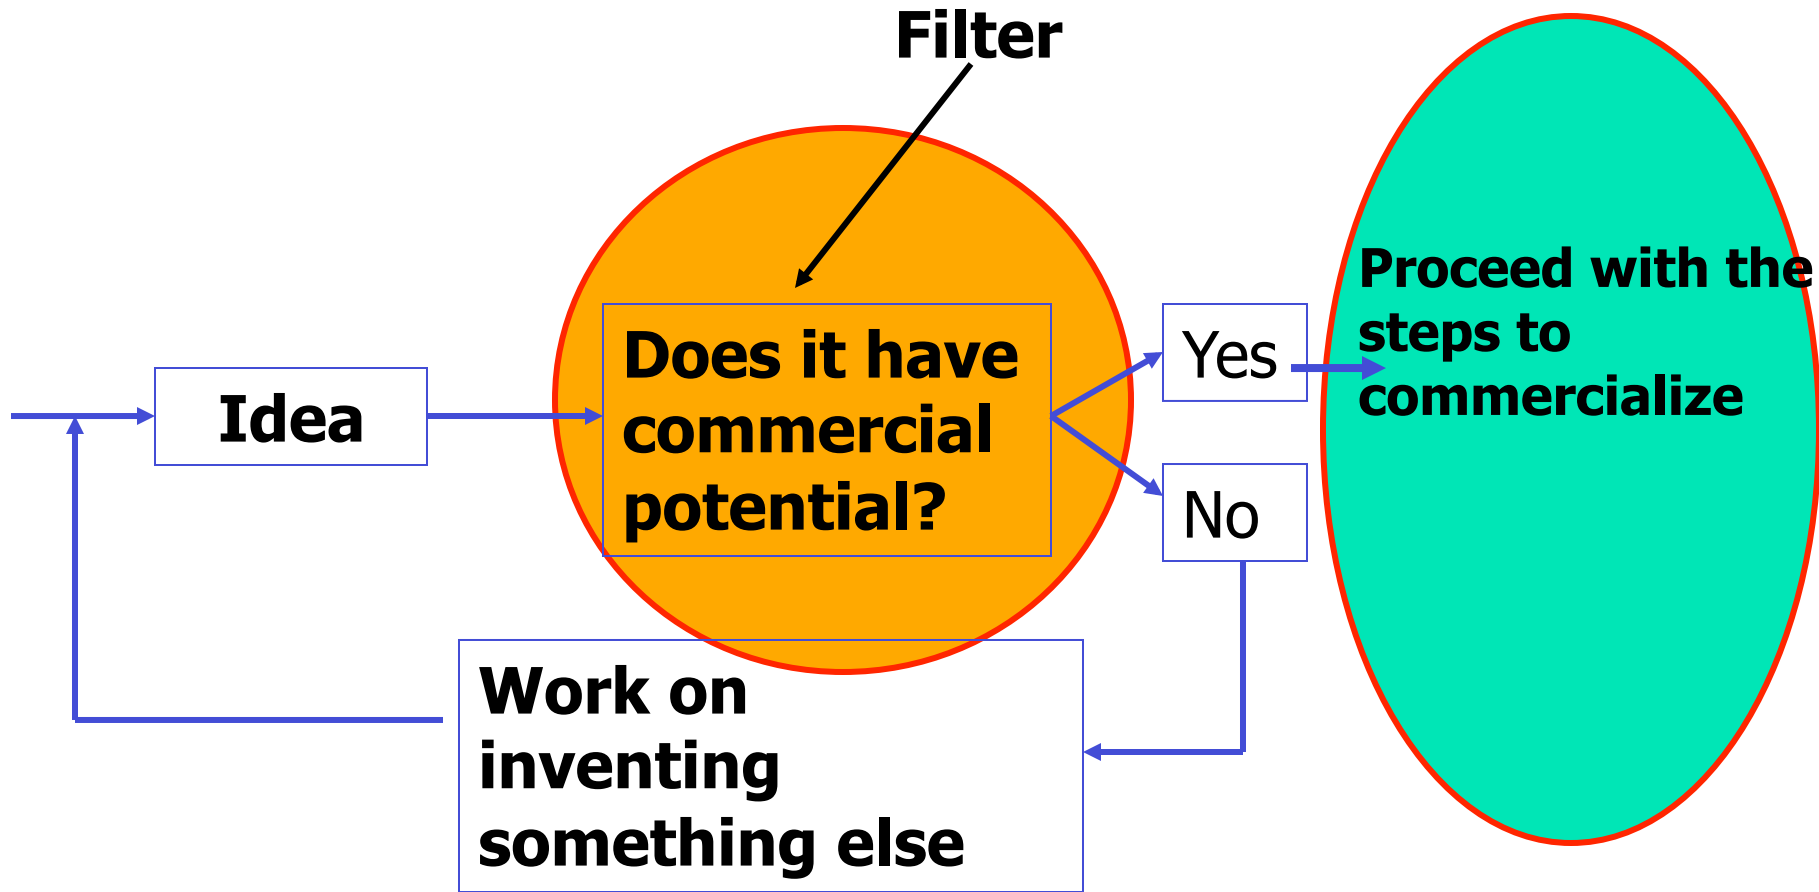 Filter
Idea
Does it have
commercial
potential?
Yes
No
Proceed with the
steps to
commercialize
Work on
inventing
something else